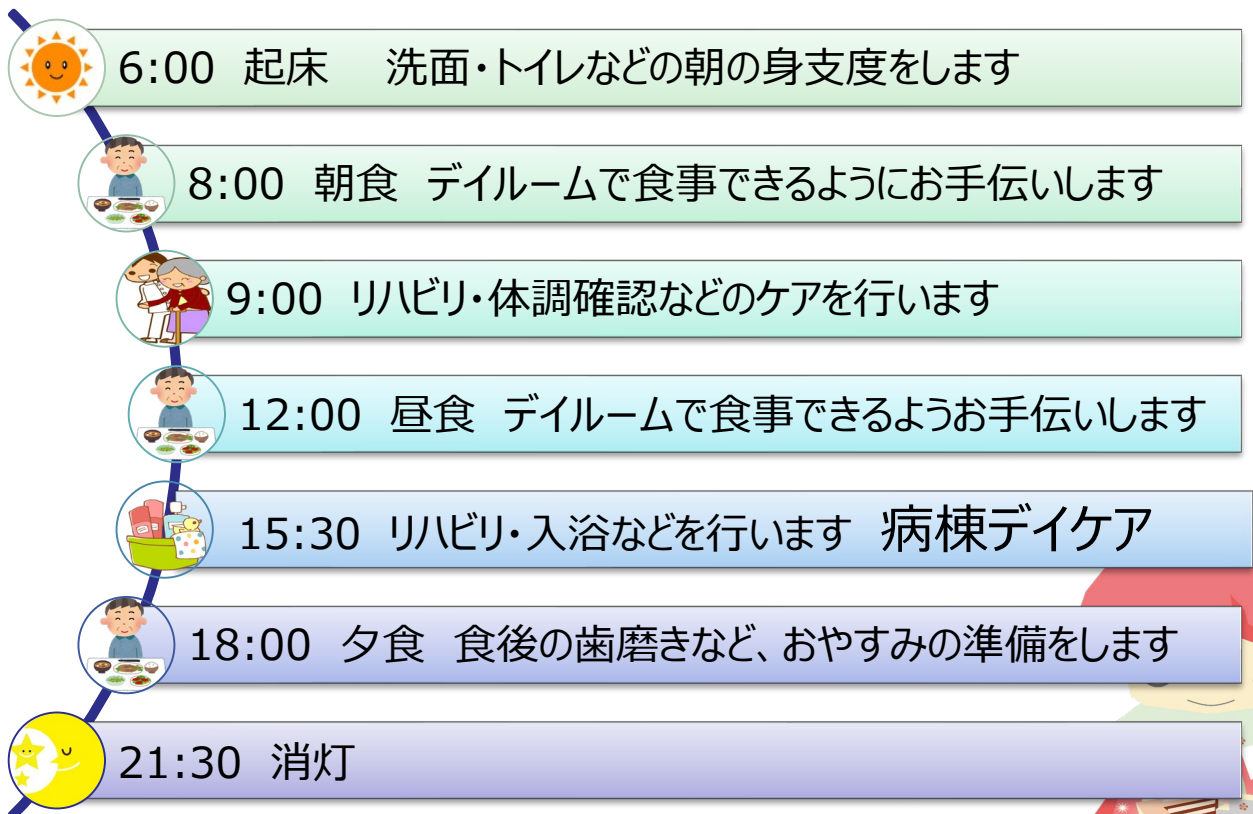 6:00 起床 洗面・トイレなどの朝の身支度をします
8:00 朝食 デイルームで食事できるようにお手伝いします
9:00 リハビリ・体調確認などのケアを行います
12:00 昼食 デイルームで食事できるようお手伝いします
15:30 リハビリ・入浴などを行います 病棟デイケア
18:00 夕食 食後の歯磨きなど、おやすみの準備をします
21:30 消灯